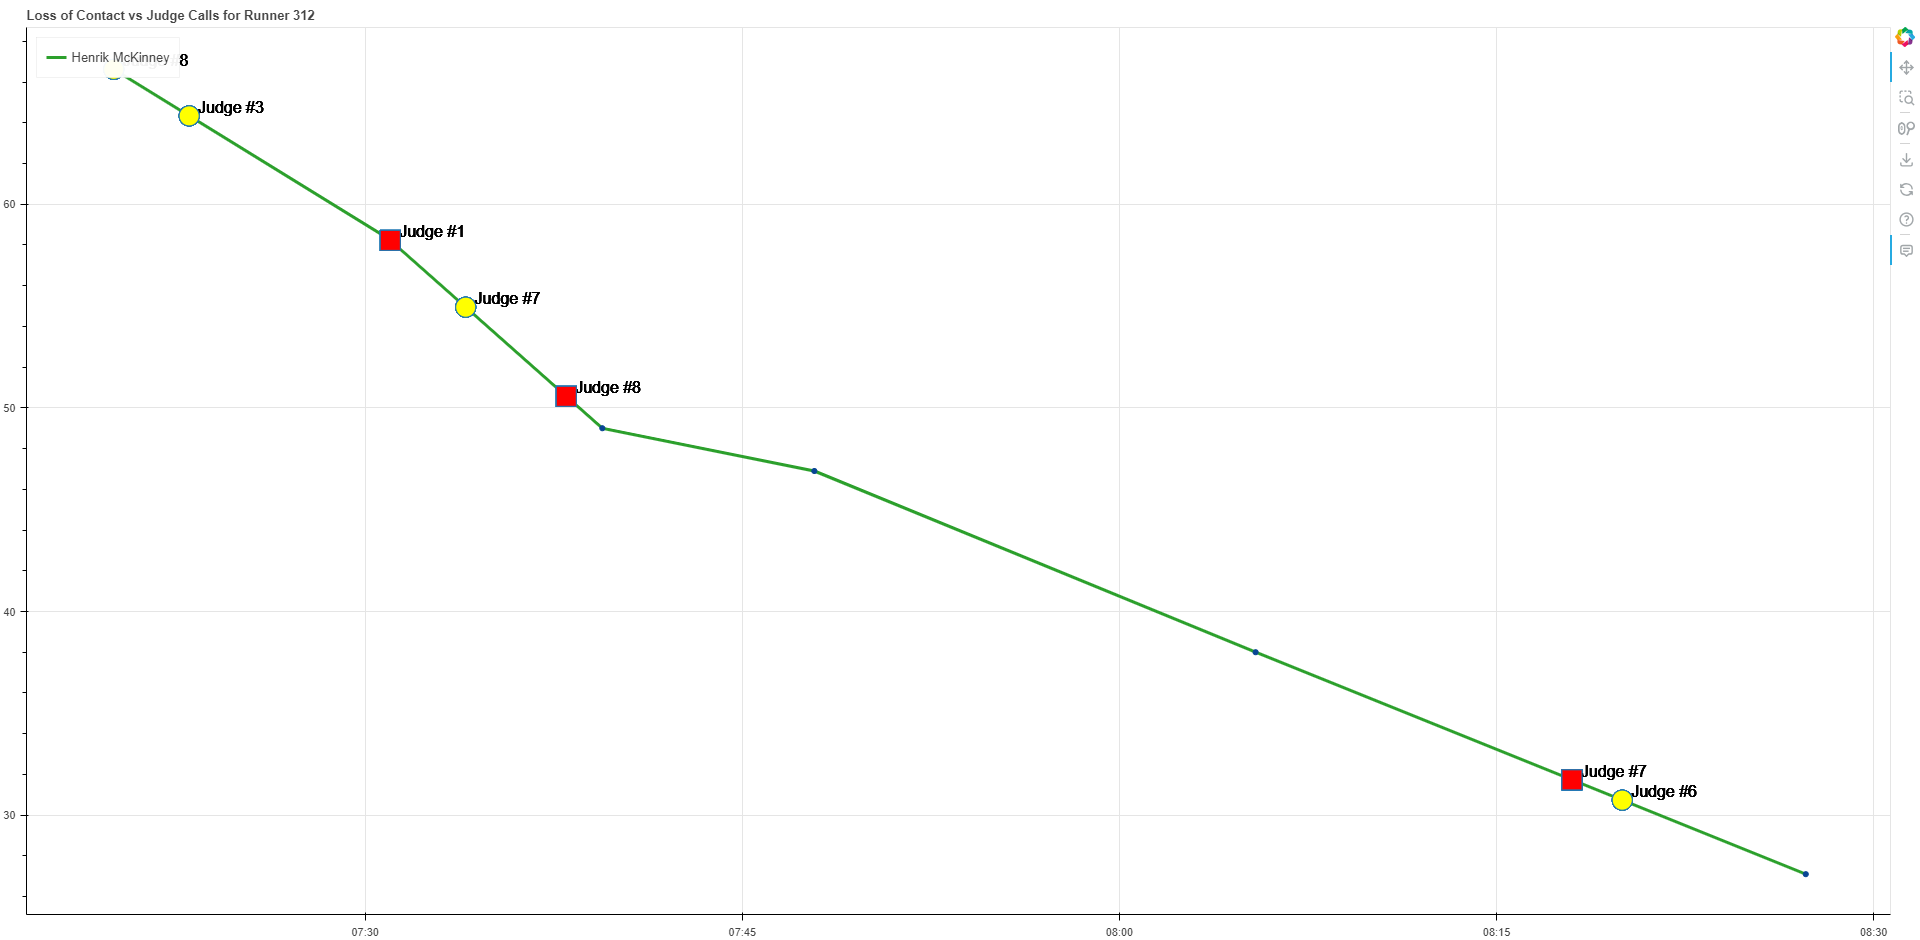 Loss of Contact vs Judge Calls for Runner 312
Henrik McKinney
8
Judge #3
60
Judge #1
Judge #7
50
Judge #8
40
Judge #7
Judge #6
30
07:30
07:45
08:00
08:15
08:30